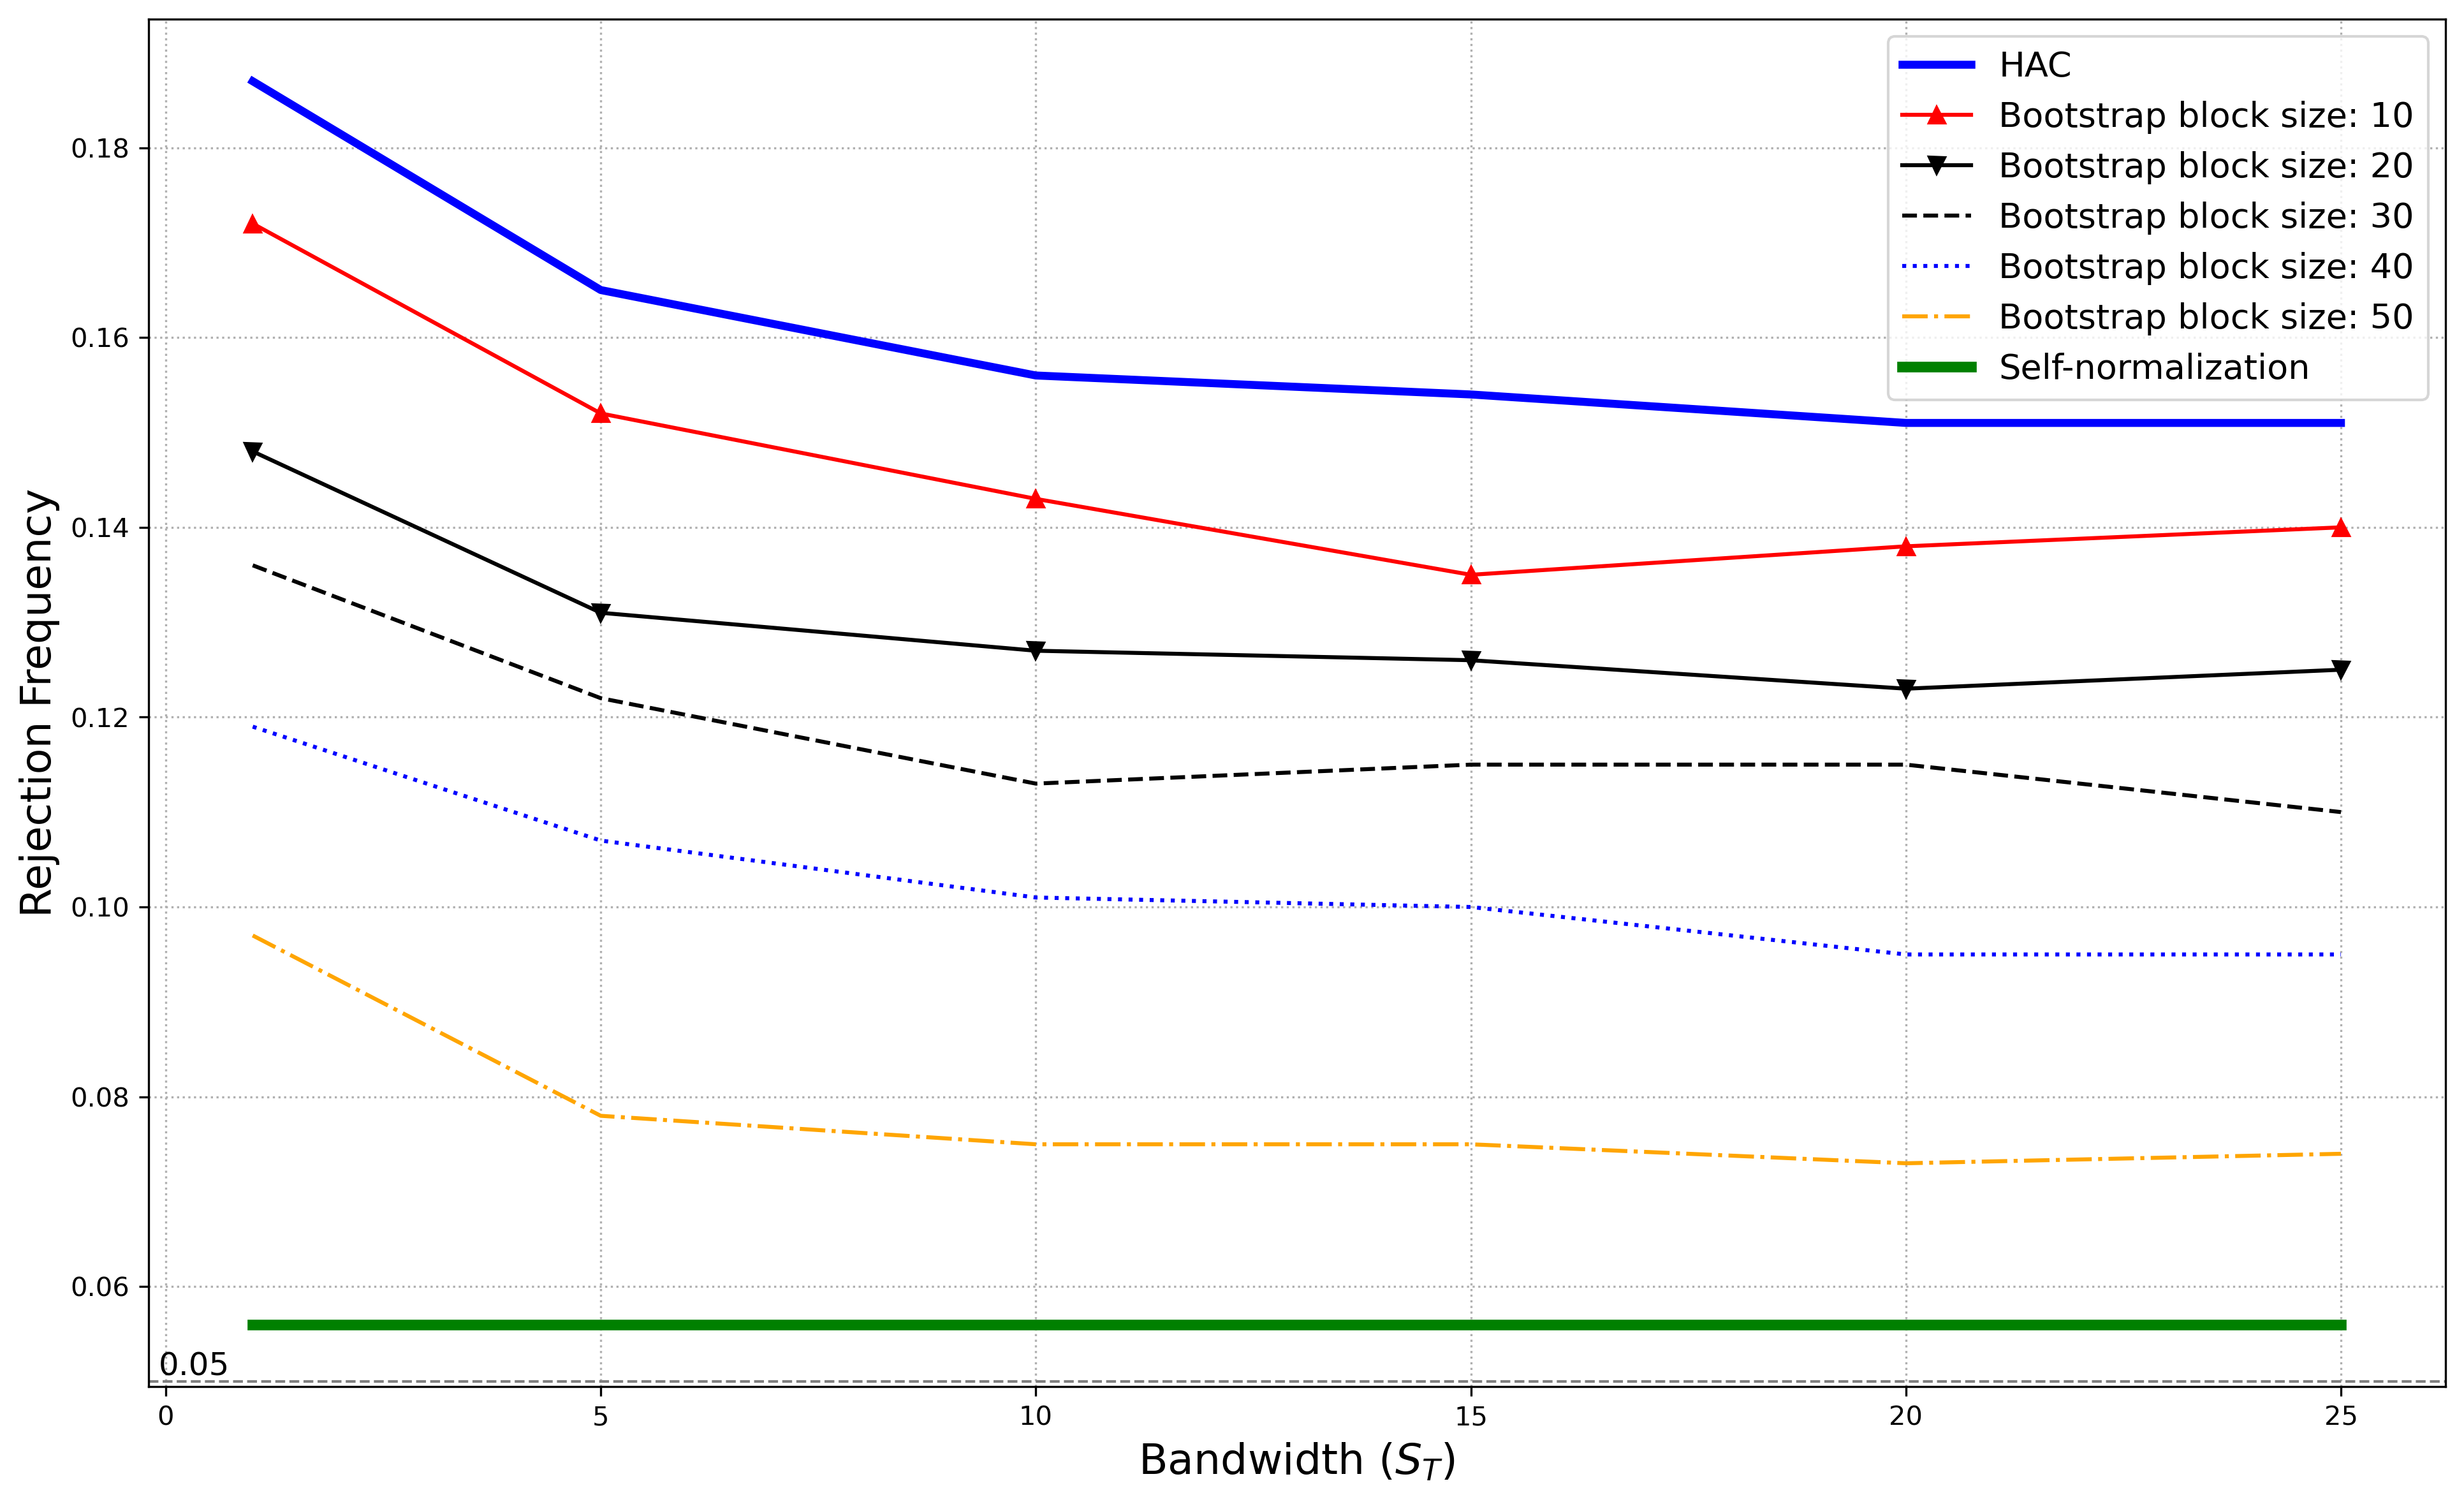 HAC
Bootstrap block size: 10
Bootstrap block size: 20
Bootstrap block size: 30
Bootstrap block size: 40
Bootstrap block size: 50
Self-normalization
Rejection Frequency
0.18
0.16
0.14
0.12
0.10
0.08
0.06
0.05
0 5 10 15 20 25
Bandwidth (S_T)